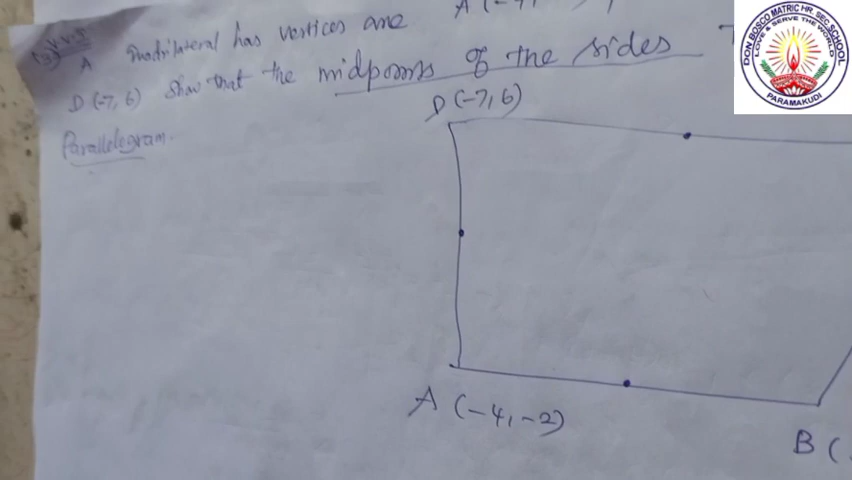 A quadrilateral has vertices are A (-4,
D (-7, 6) Show that the midpoints of the sides
Parallelegram.
D (-7, 6)
A (-4, -2)
B (
DON BOSCO MATRIC HR. SEC. SCHOOL
LOVE & SERVE THE WORLD
PARAMAKUDI